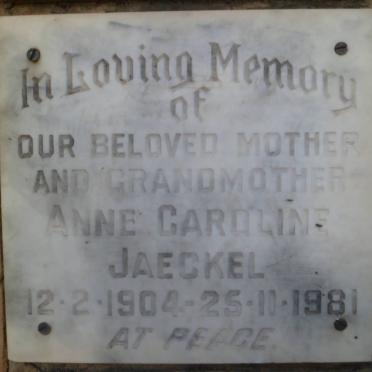 In Loving Memory
of
OUR BELOVED MOTHER
AND GRANDMOTHER
ANNE CAROLINE
JAECKEL
12·2·1904-25·11·1981
AT PEACE.